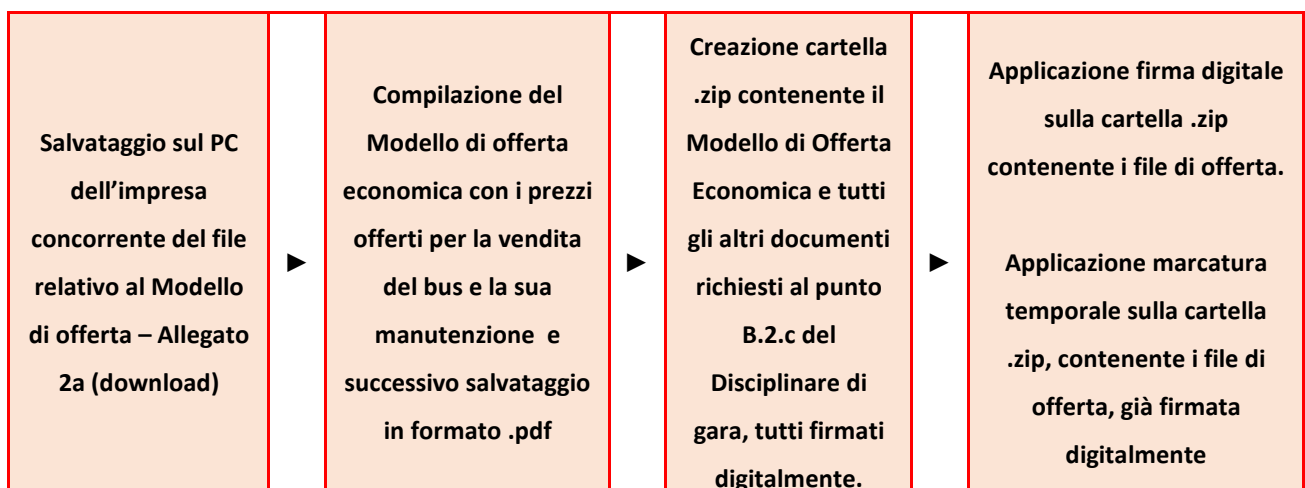 Salvataggio sul PC
dell’impresa
concorrente del file
relativo al Modello
di offerta – Allegato
2a (download)
►
Compilazione del
Modello di offerta
economica con i prezzi
offerti per la vendita
del bus e la sua
manutenzione e
successivo salvataggio
in formato .pdf
►
Creazione cartella
.zip contenente il
Modello di Offerta
Economica e tutti
gli altri documenti
richiesti al punto
B.2.c del
Disciplinare di
gara, tutti firmati
digitalmente.
►
Applicazione firma digitale
sulla cartella .zip
contenente i file di offerta.
Applicazione marcatura
temporale sulla cartella
.zip, contenente i file di
offerta, già firmata
digitalmente